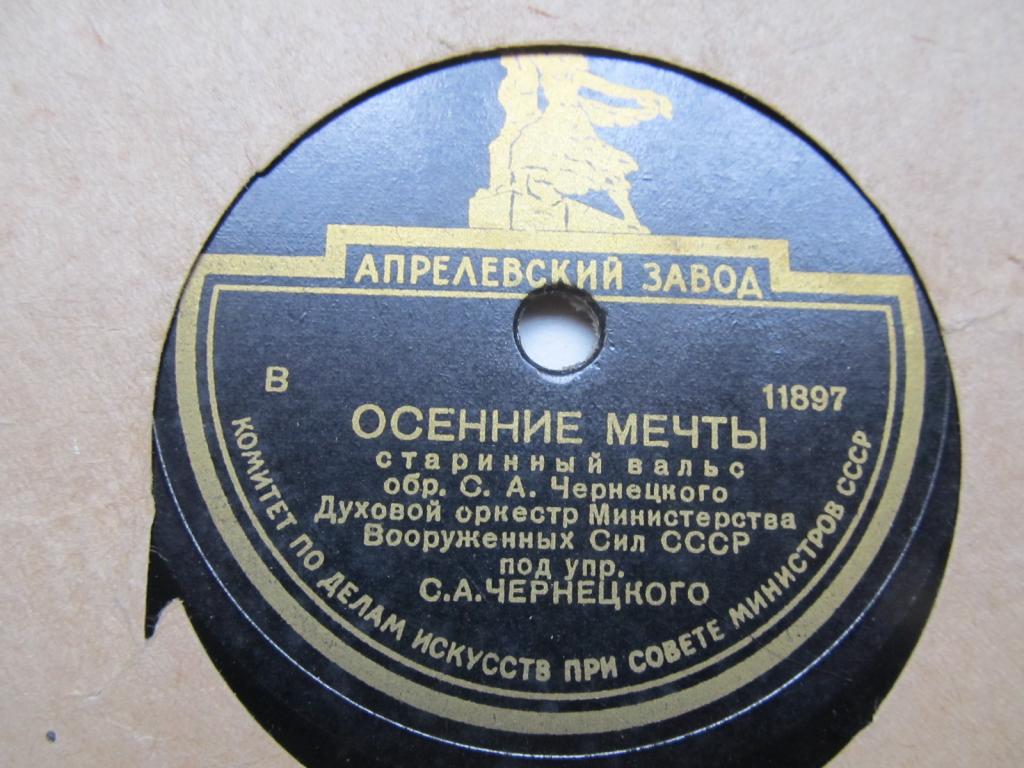 АПРЕЛЕВСКИЙ ЗАВОД
В 11897
ОСЕННИЕ МЕЧТЫ
старинный вальс
обр. С. А. Чернецкого
Духовой оркестр Министерства
Вооруженных Сил СССР
под упр.
С.А.ЧЕРНЕЦКОГО
КОМИТЕТ ПО ДЕЛАМ ИСКУССТВ ПРИ СОВЕТЕ МИНИСТРОВ СССР